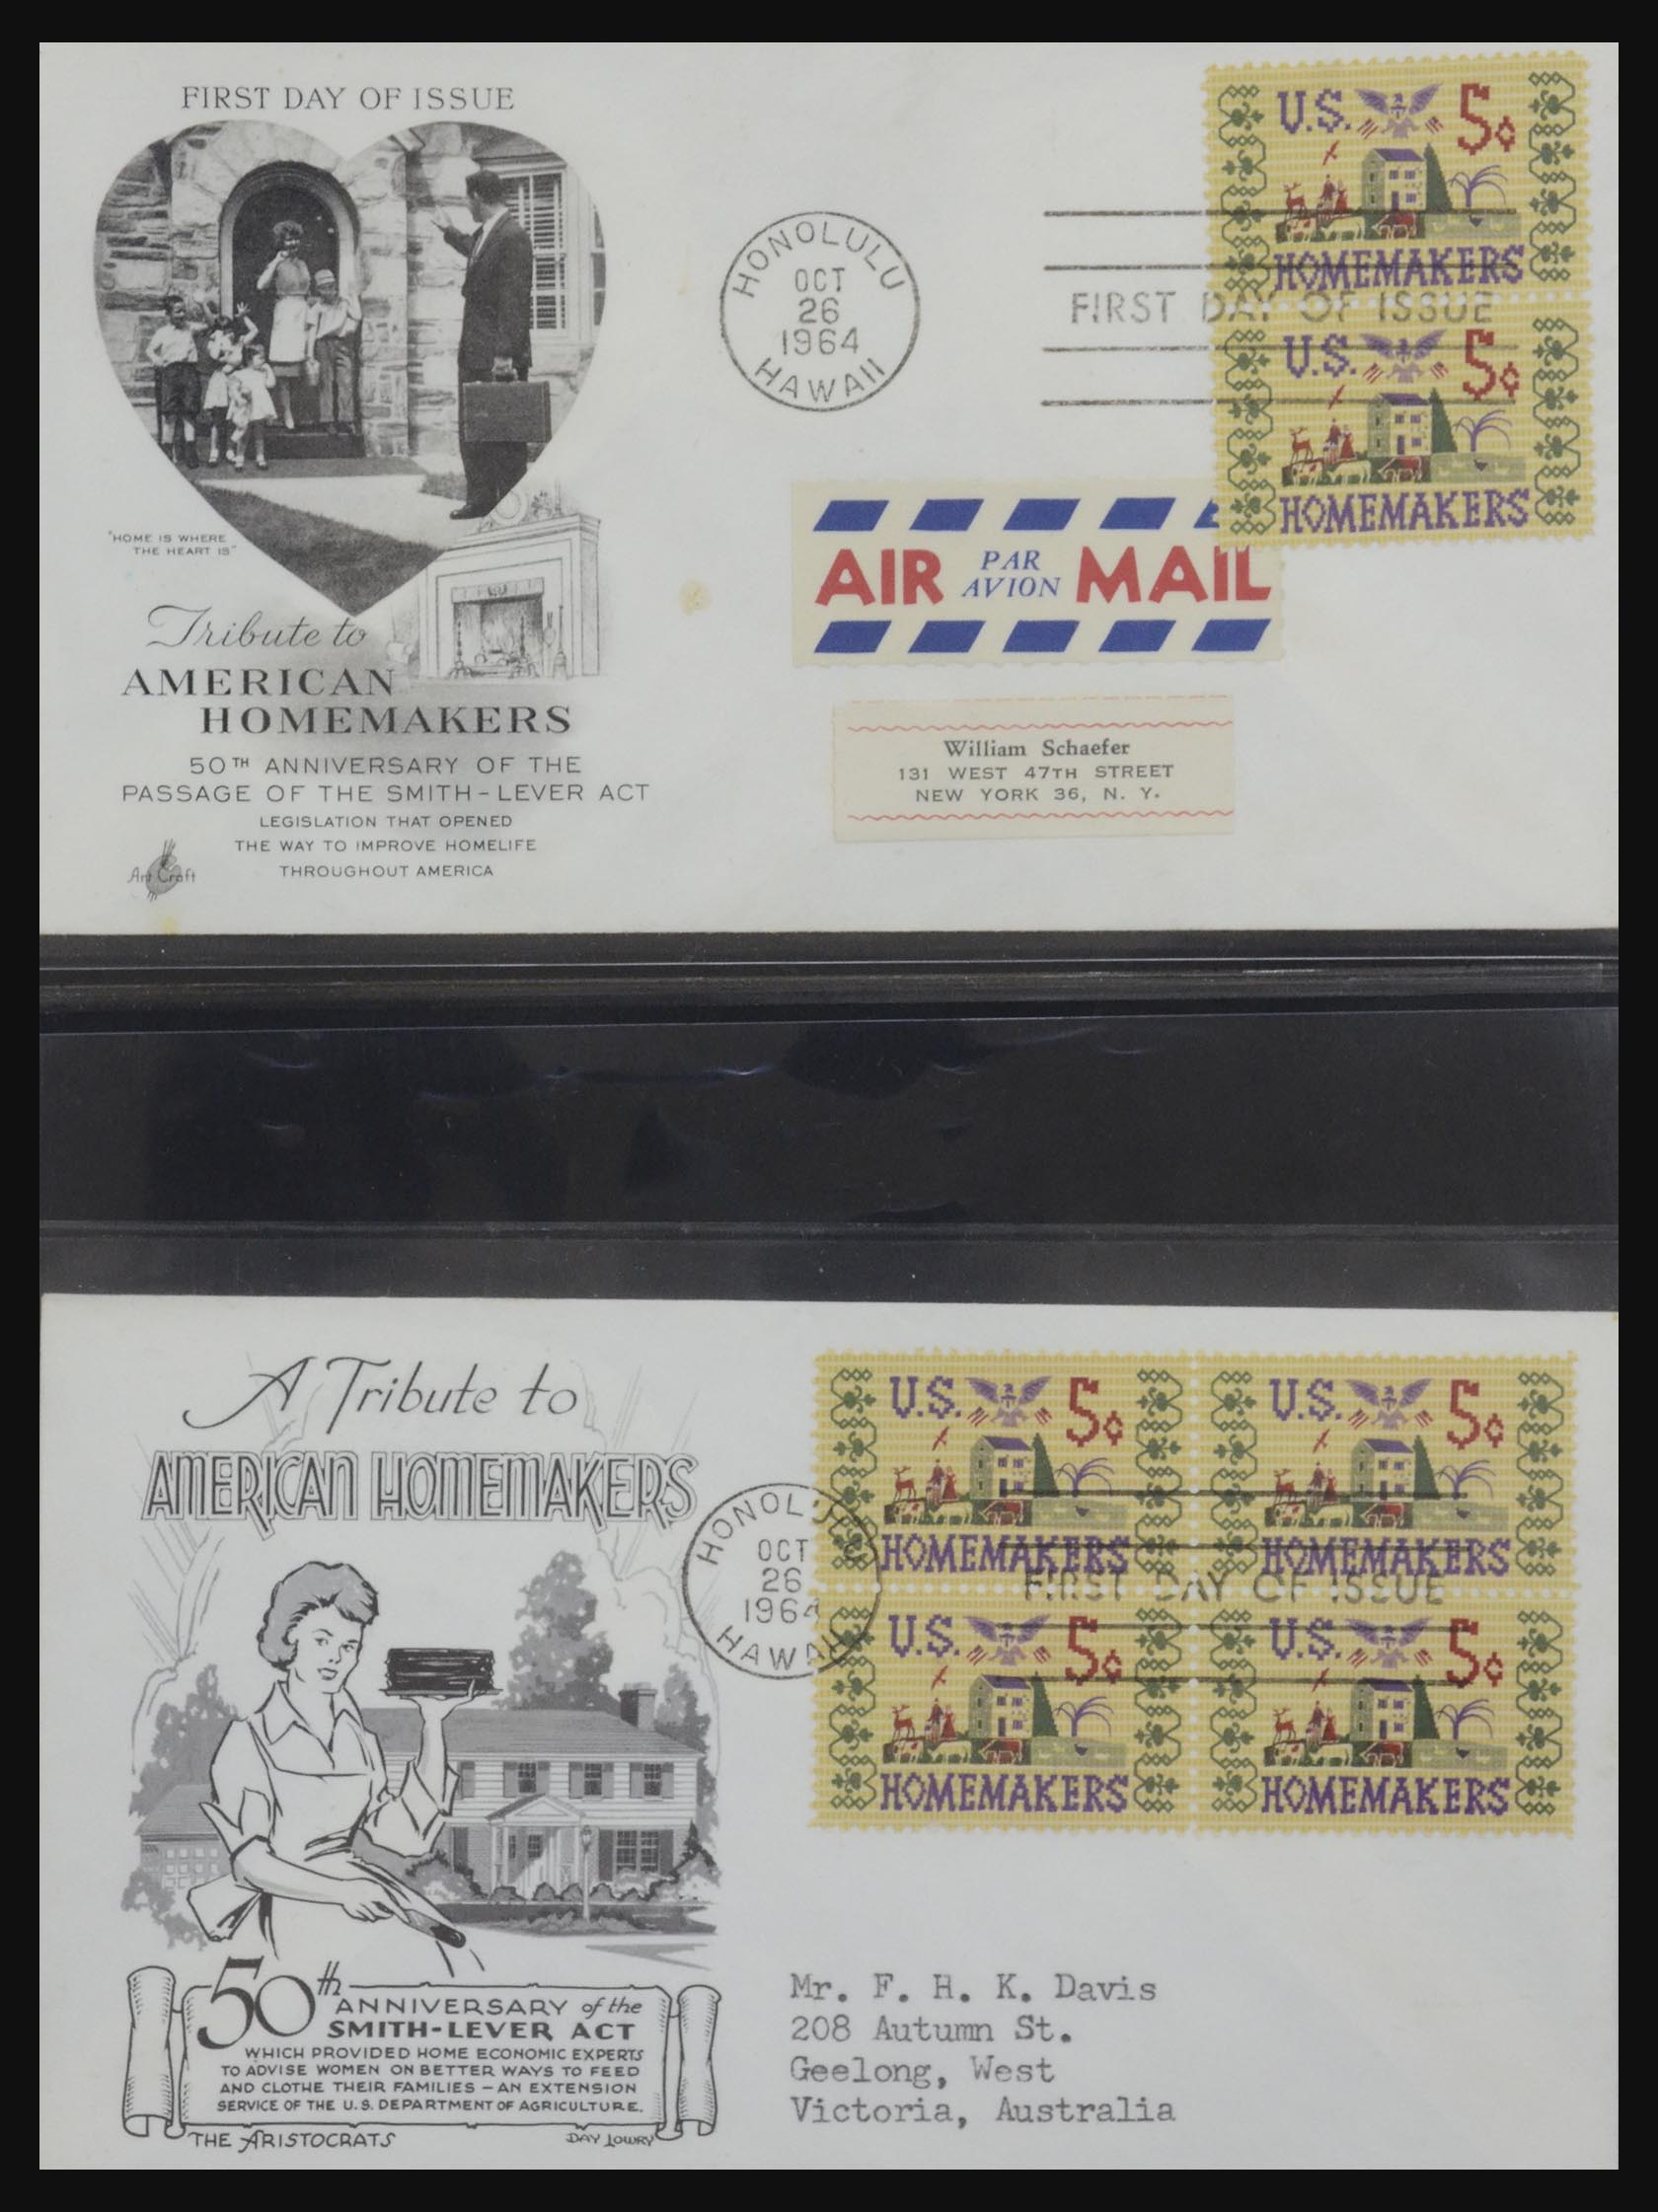 FIRST DAY OF ISSUE
"HOME IS WHERE
THE HEART IS"
Tribute to
AMERICAN
HOMEMAKERS
50TH ANNIVERSARY OF THE
PASSAGE OF THE SMITH-LEVER ACT
LEGISLATION THAT OPENED
THE WAY TO IMPROVE HOMELIFE
THROUGHOUT AMERICA
Art Craft
HONOLULU
OCT
26
1964
HAWAII
U.S. 5¢
HOMEMAKERS
FIRST DAY OF ISSUE
U.S. 5¢
HOMEMAKERS
AIR PAR AVION MAIL
William Schaefer
131 WEST 47TH STREET
NEW YORK 36, N. Y.
A Tribute to
AMERICAN HOMEMAKERS
50th
ANNIVERSARY of the
SMITH-LEVER ACT
WHICH PROVIDED HOME ECONOMIC EXPERTS
TO ADVISE WOMEN ON BETTER WAYS TO FEED
AND CLOTHE THEIR FAMILIES - AN EXTENSION
SERVICE OF THE U.S. DEPARTMENT OF AGRICULTURE.
THE ARISTOCRATS DAY LOWRY
HONOLULU
OCT
26
1964
HAWAII
U.S. 5¢ U.S. 5¢
HOMEMAKERS HOMEMAKERS
FIRST DAY OF ISSUE
U.S. 5¢ U.S. 5¢
HOMEMAKERS HOMEMAKERS
Mr. F. H. K. Davis
208 Autumn St.
Geelong, West
Victoria, Australia